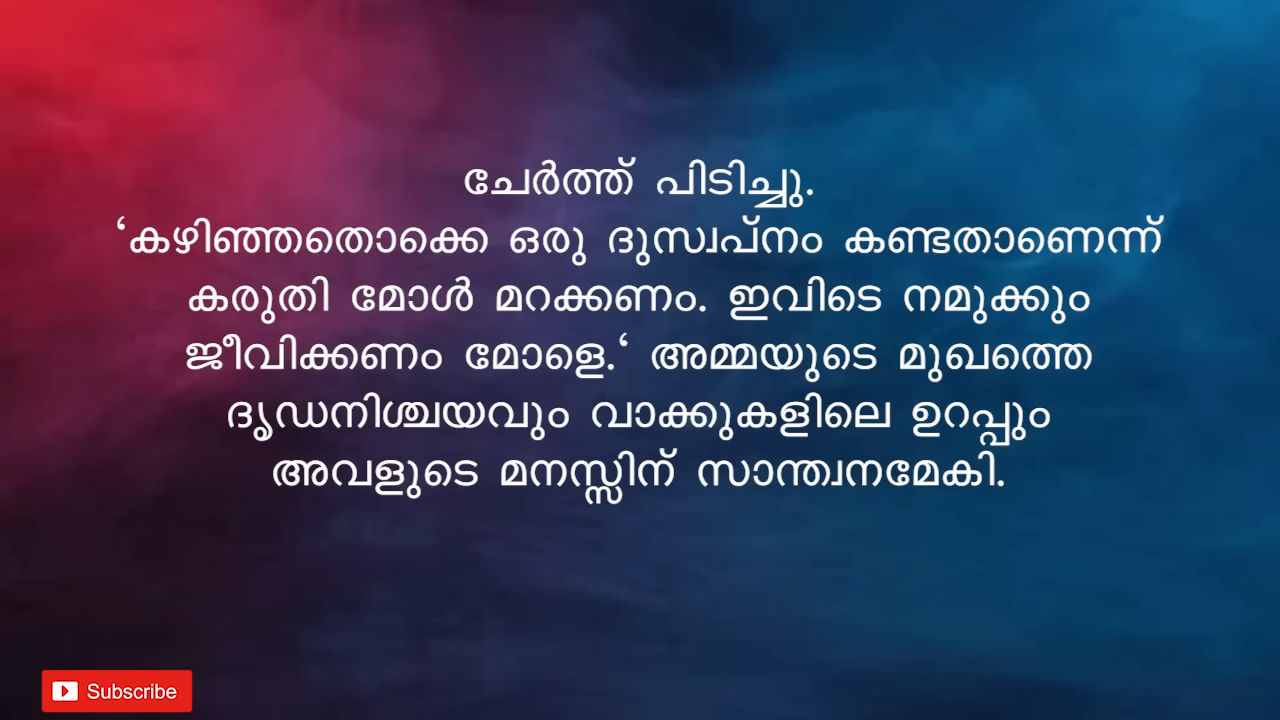 ചേർത്ത് പിടിച്ചു.
‘കഴിഞ്ഞതൊക്കെ ഒരു ദുസ്വപ്നം കണ്ടതാണെന്ന്
കരുതി മോൾ മറക്കണം. ഇവിടെ നമുക്കും
ജീവിക്കണം മോളെ.‘ അമ്മയുടെ മുഖത്തെ
ദൃഡനിശ്ചയവും വാക്കുകളിലെ ഉറപ്പും
അവളുടെ മനസ്സിന് സാന്ത്വനമേകി.
Subscribe